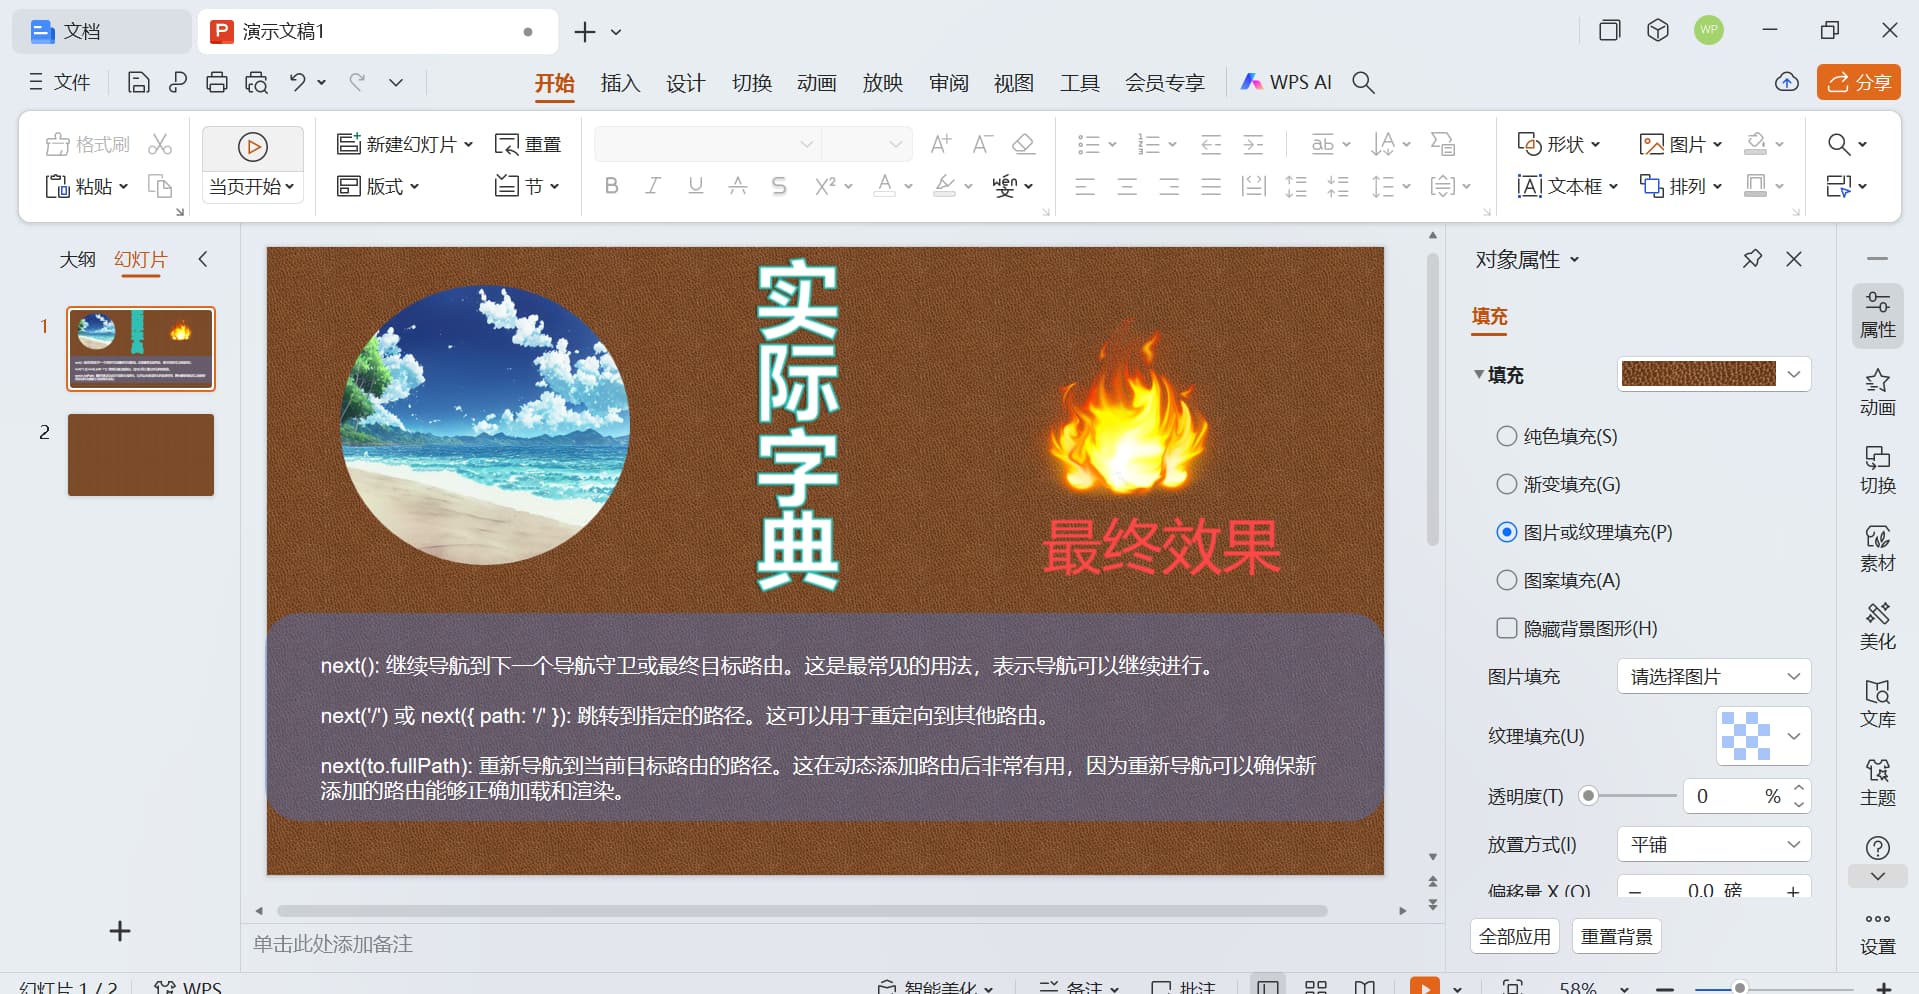 文档
演示文稿1
WP
文件
开始 插入 设计 切换 动画 放映 审阅 视图 工具 会员专享 WPS AI
分享
格式刷
粘贴
当页开始
新建幻灯片 重置
版式 节
形状 图片
文本框 排列
大纲 幻灯片
1
2
实际字典
最终效果
next(): 继续导航到下一个导航守卫或最终目标路由。这是最常见的用法，表示导航可以继续进行。
next('/') 或 next({ path: '/' }): 跳转到指定的路径。这可以用于重定向到其他路由。
next(to.fullPath): 重新导航到当前目标路由的路径。这在动态添加路由后非常有用，因为重新导航可以确保新
添加的路由能够正确加载和渲染。
单击此处添加备注
对象属性
填充
填充
纯色填充(S)
渐变填充(G)
图片或纹理填充(P)
图案填充(A)
隐藏背景图形(H)
图片填充 请选择图片
纹理填充(U)
透明度(T) 0 %
放置方式(I) 平铺
偏移量 X (O) 0.0 磅
全部应用 重置背景
属性
动画
切换
素材
美化
文库
主题
设置
幻灯片 1 / 2 WPS 智能美化 备注 批注 58%